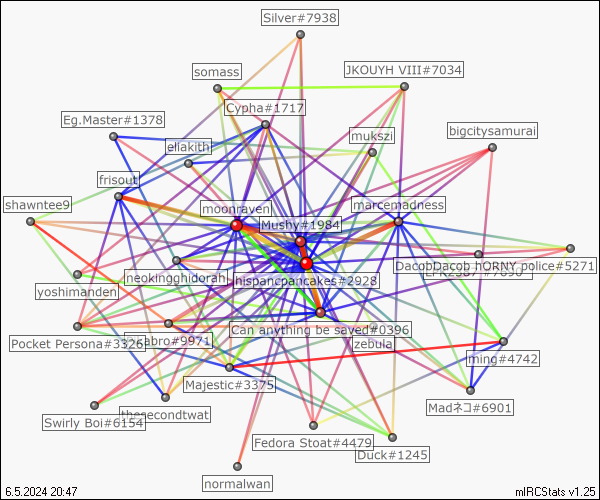 Silver#7938
somass
JKOUYH VIII#7034
Cypha#1717
Eg.Master#1378
mukszi
bigcitysamurai
eliakith
frisout
shawntee9
moonraven
marcemadness
Mushy#1984
neokingghidorah
DacobDacob hORNY police#5271
hispancpancakes#2928
yoshimanden
Can anything be saved#0396
Pocket Persona#3326
abro#9971
zebula
ming#4742
Majestic#3375
Madネコ#6901
Swirly Boi#6154
thesecondtwat
Fedora Stoat#4479
Duck#1245
normalwan
6.5.2024 20:47
mIRCStats v1.25